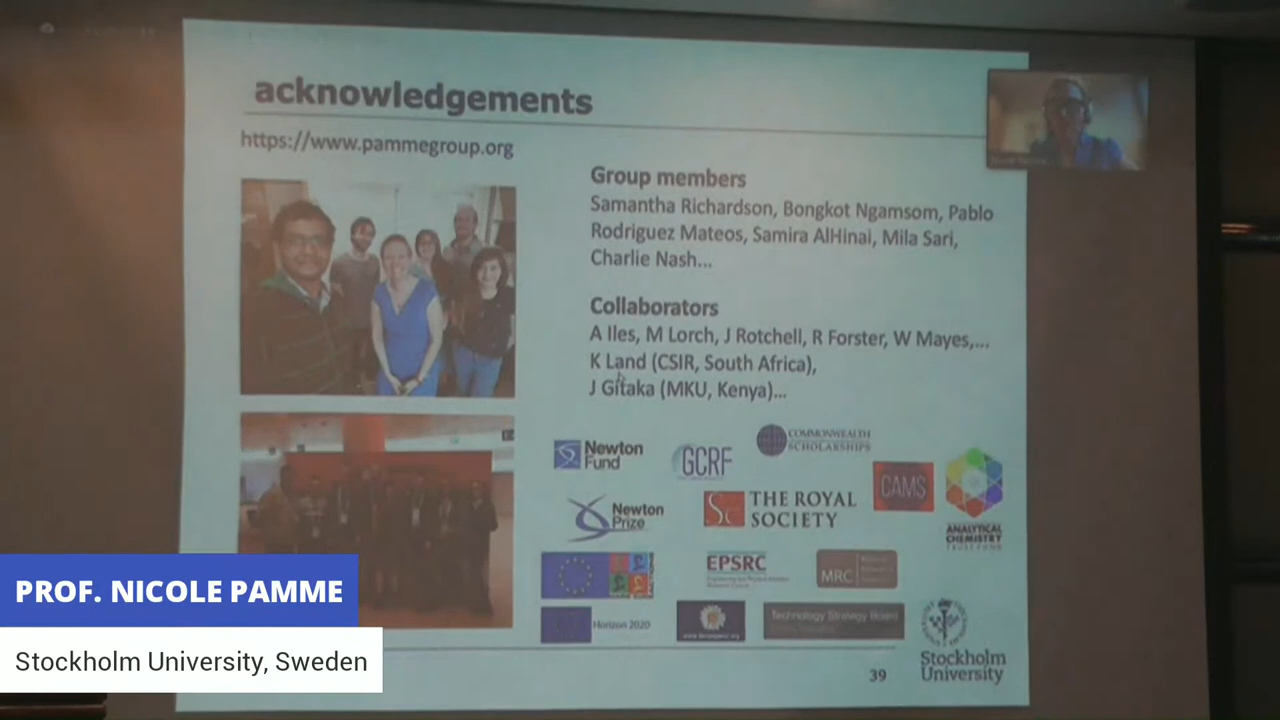 acknowledgements
https://www.pammegroup.org
Group members
Samantha Richardson, Bongkot Ngamsom, Pablo
Rodriguez Mateos, Samira AlHinai, Mila Sari,
Charlie Nash...
Collaborators
A Iles, M Lorch, J Rotchell, R Forster, W Mayes,...
K Land (CSIR, South Africa),
J Gitaka (MKU, Kenya)...
Newton
Fund
GCRF
COMMONWEALTH
SCHOLARSHIPS
CAMS
Newton
Prize
THE ROYAL
SOCIETY
ANALYTICAL
CHEMISTRY
TRUST FUND
EPSRC
MRC
Horizon 2020
Technology Strategy Board
Stockholm
University
39
PROF. NICOLE PAMME
Stockholm University, Sweden